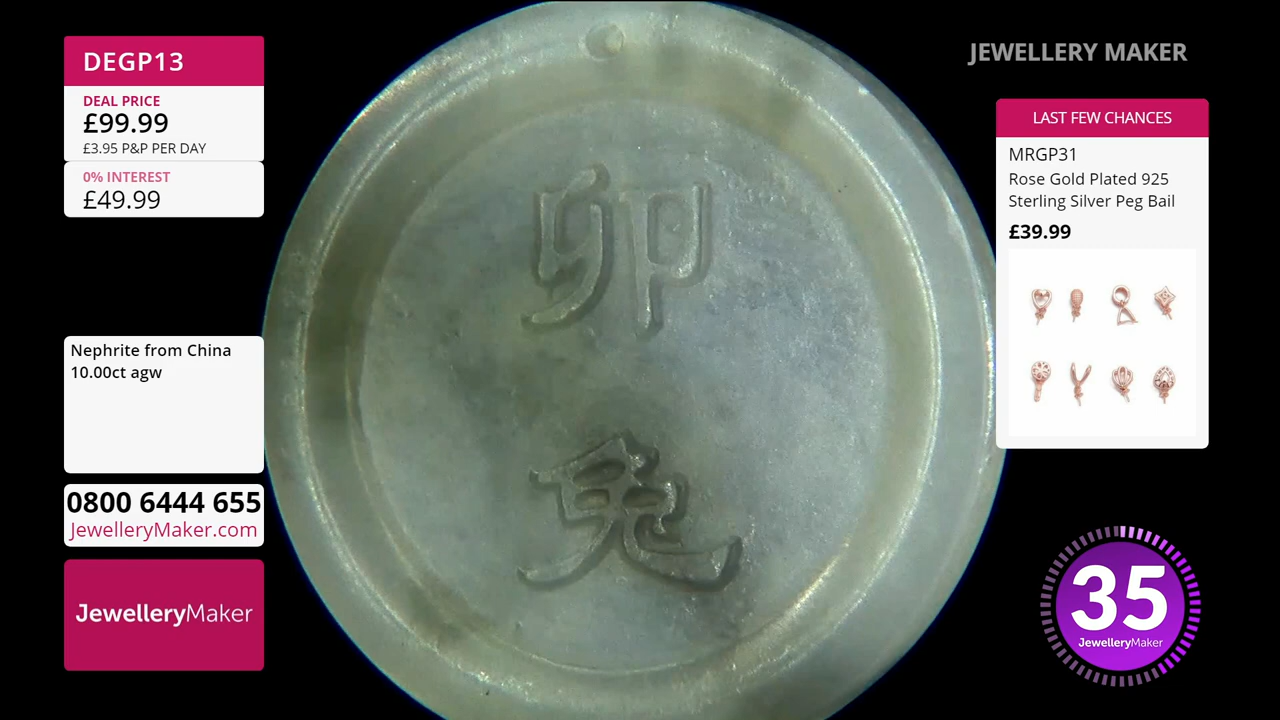 DEGP13
DEAL PRICE
£99.99
£3.95 P&P PER DAY
0% INTEREST
£49.99
Nephrite from China
10.00ct agw
0800 6444 655
JewelleryMaker.com
JewelleryMaker
卯
兔
JEWELLERY MAKER
LAST FEW CHANCES
MRGP31
Rose Gold Plated 925
Sterling Silver Peg Bail
£39.99
35
JewelleryMaker